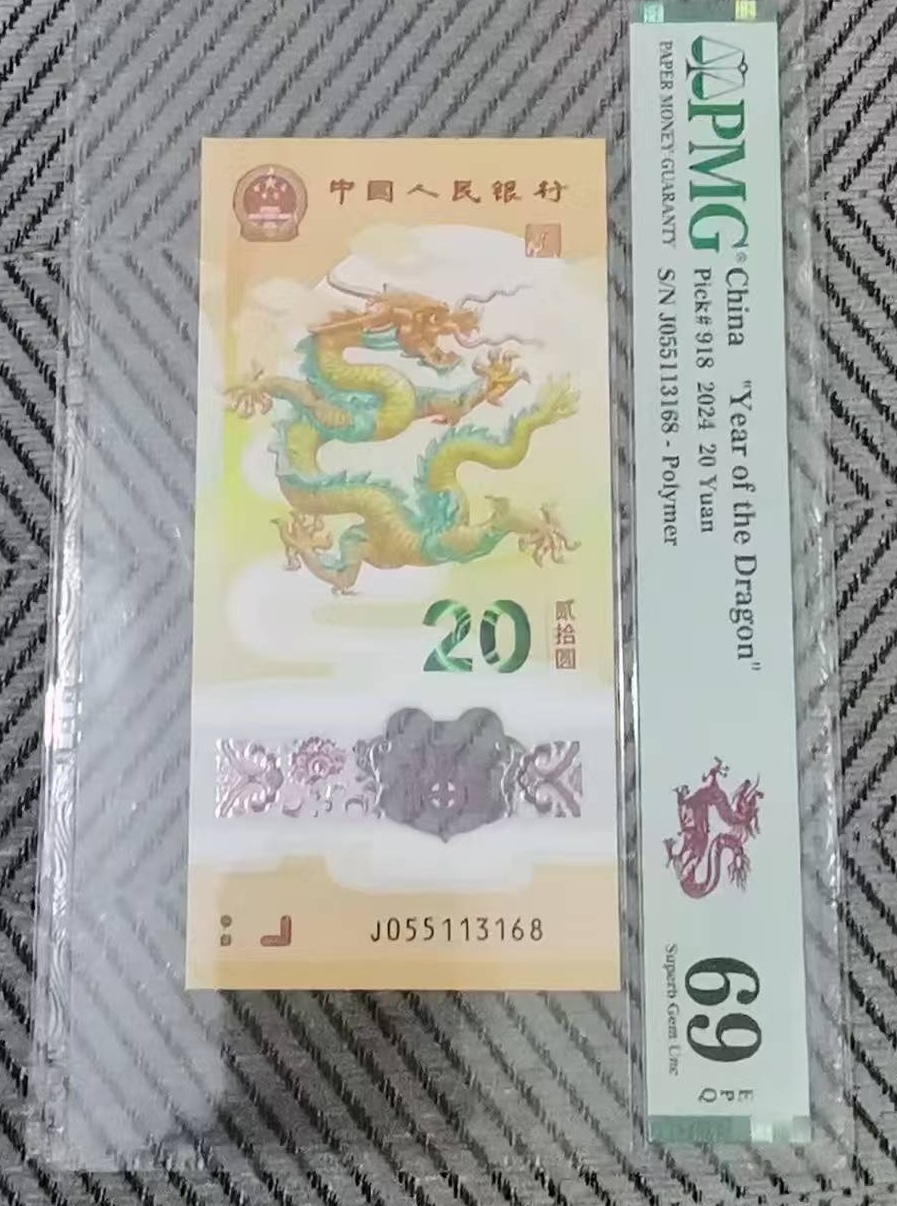 中國人民银行
20
贰拾圆
J055113168
PMG®
PAPER MONEY GUARANTY
China "Year of the Dragon"
Pick# 918 2024 20 Yuan
S/N J055113168 - Polymer
69
EPQ
Superb Gem Unc